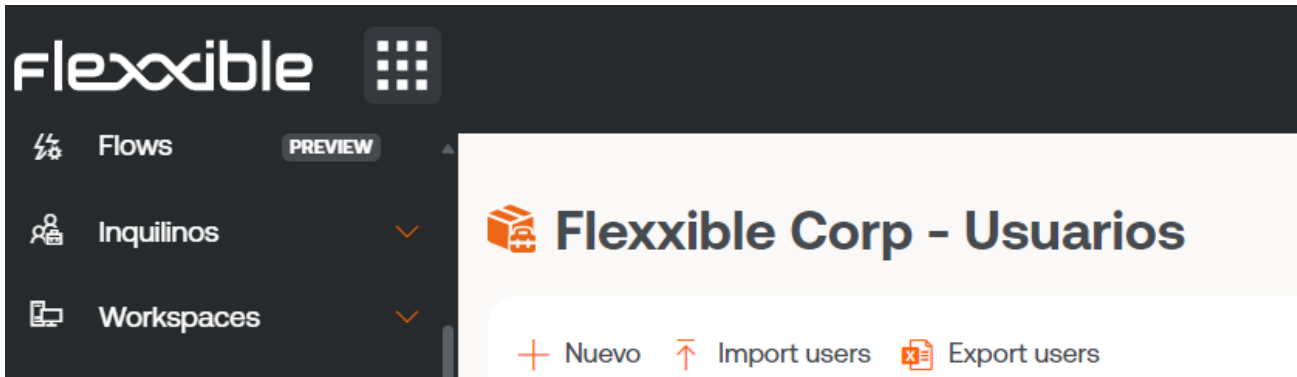 Flexxible
Flows PREVIEW
Inquilinos
Workspaces
Flexxible Corp - Usuarios
Nuevo Import users Export users